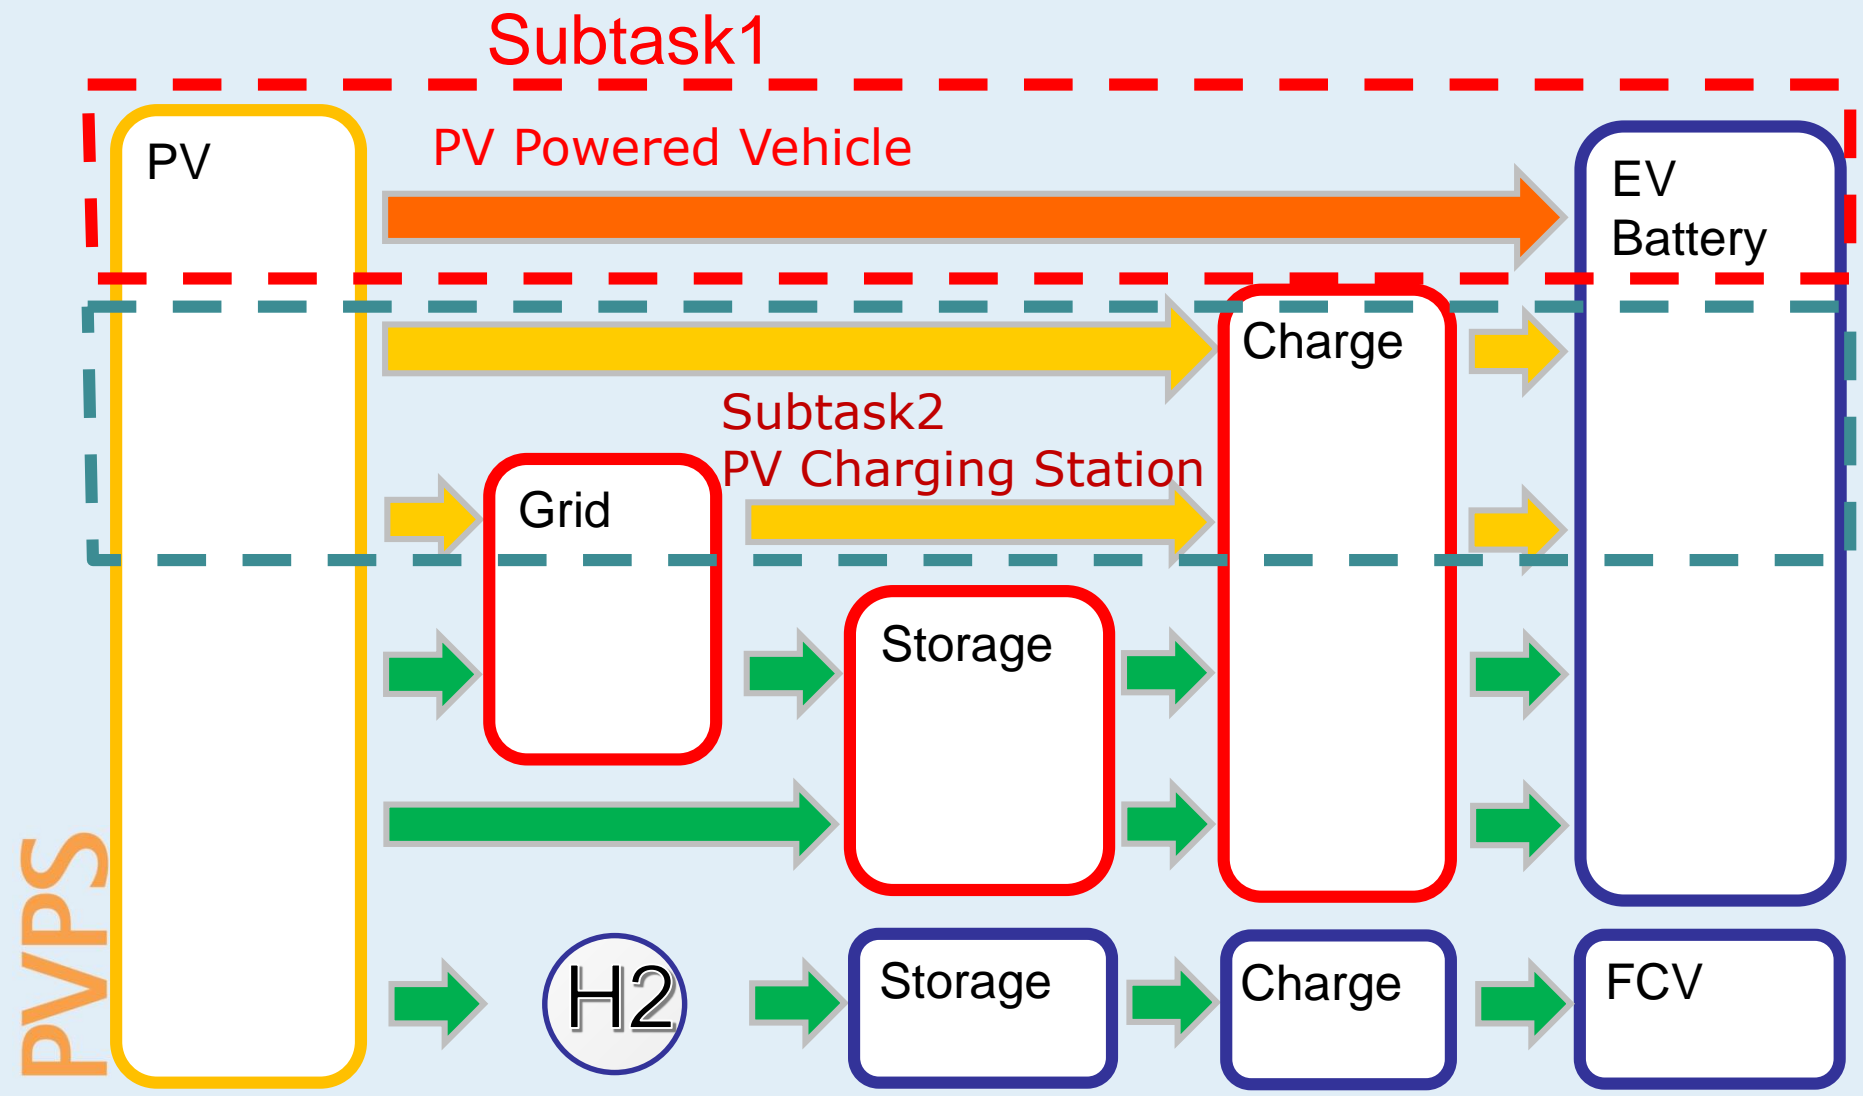 Subtask1
PV
PV Powered Vehicle
EV
Battery
Charge
Subtask2
PV Charging Station
Grid
Storage
PVPS
H2
Storage
Charge
FCV